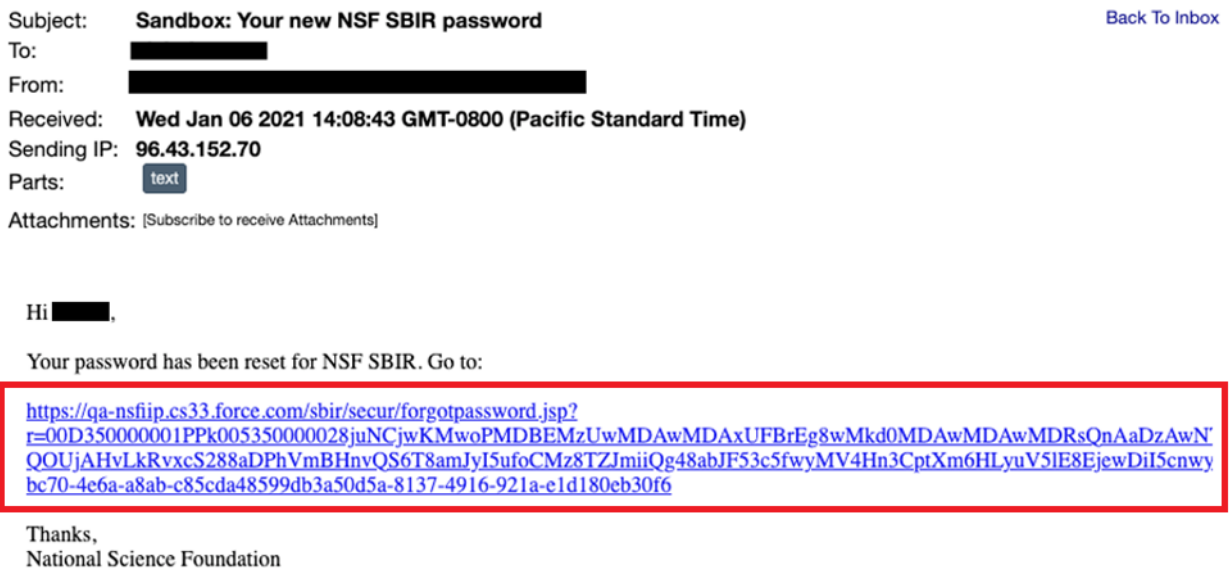 Subject: Sandbox: Your new NSF SBIR password
Back To Inbox
To:
From:
Received: Wed Jan 06 2021 14:08:43 GMT-0800 (Pacific Standard Time)
Sending IP: 96.43.152.70
Parts: text
Attachments: [Subscribe to receive Attachments]
Hi ,
Your password has been reset for NSF SBIR. Go to:
https://qa-nsfiip.cs33.force.com/sbir/secur/forgotpassword.jsp?
r=00D350000001PPk005350000028juNCjwKMwoPMDBEMzUwMDAwMDAxUFBrEg8wMkd0MDAwMDAwMDRsQnAaDzAwN
QOUjAHvLkRvxcS288aDPhVmBHnvQS6T8amJyI5ufoCMz8TZJmiiQg48abJF53c5fwyMV4Hn3CptXm6HLyuV5lE8EjewDiI5cnwy
bc70-4e6a-a8ab-c85cda48599db3a50d5a-8137-4916-921a-e1d180eb30f6
Thanks,
National Science Foundation